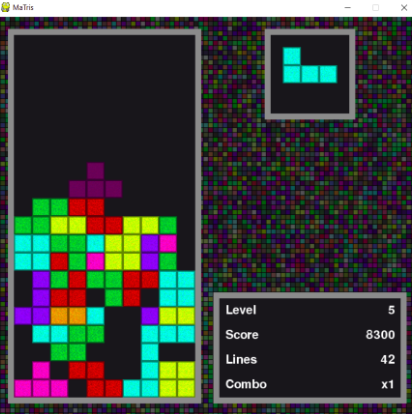 MaTris
Level 5
Score 8300
Lines 42
Combo x1